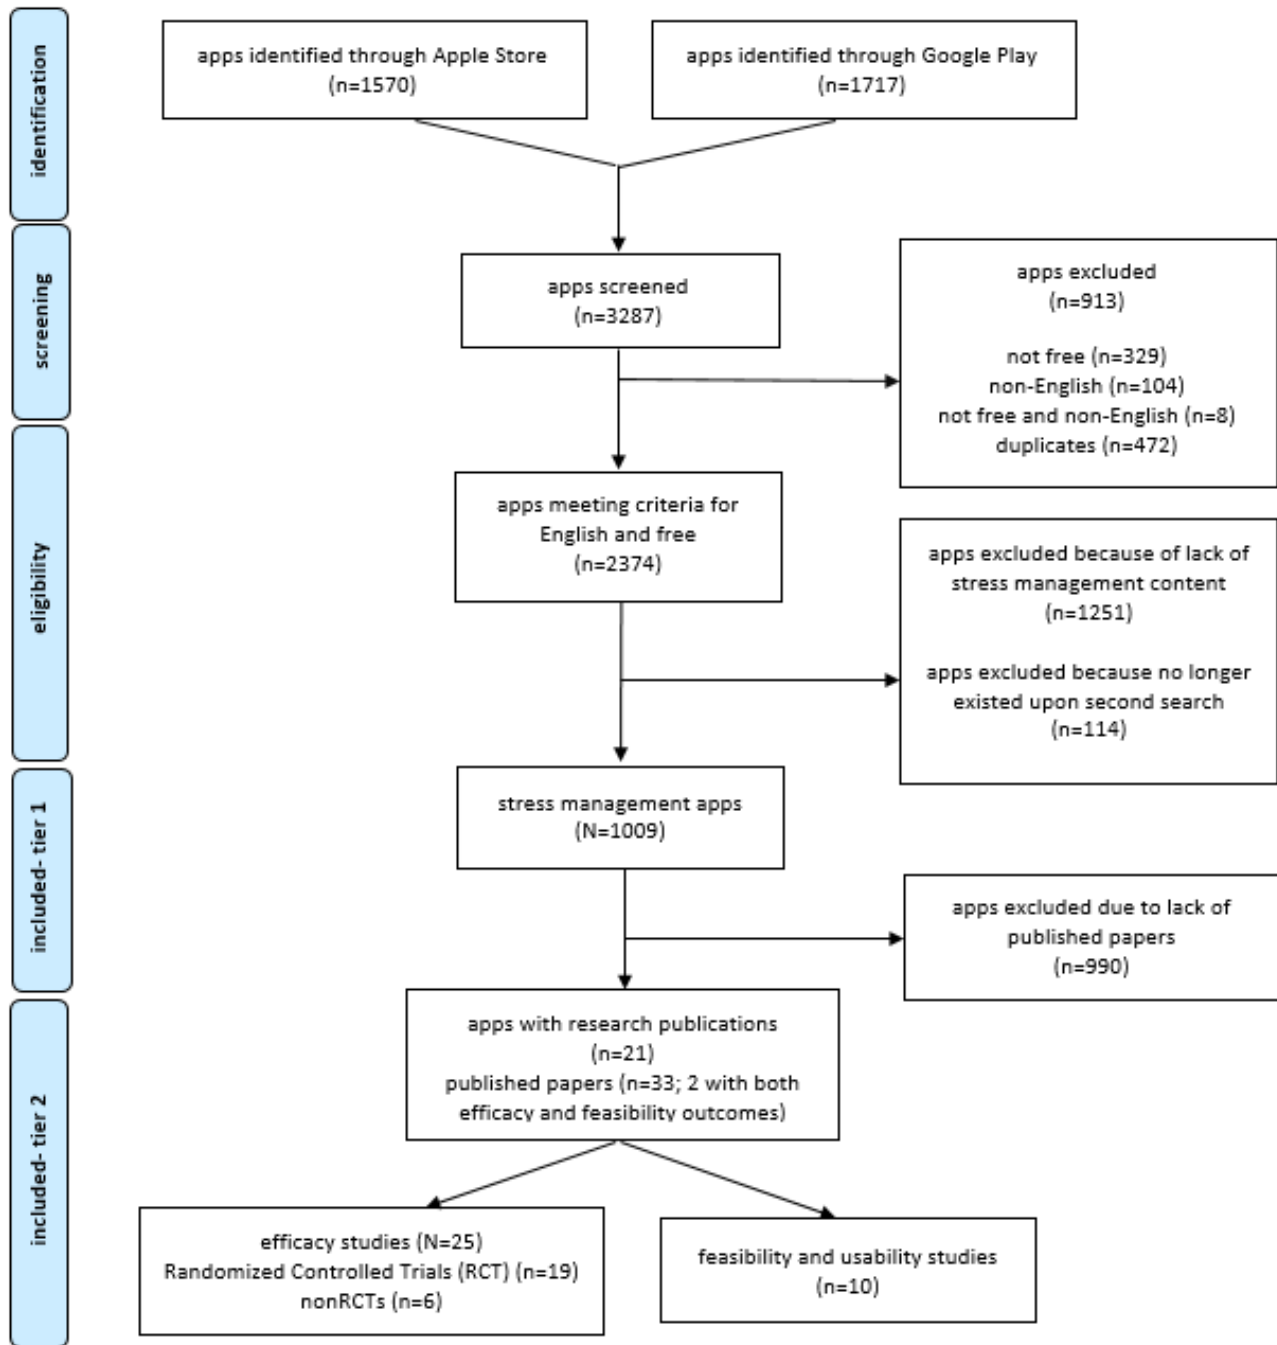 identification
apps identified through Apple Store
(n=1570)
apps identified through Google Play
(n=1717)
screening
apps screened
(n=3287)
apps excluded
(n=913)
not free (n=329)
non-English (n=104)
not free and non-English (n=8)
duplicates (n=472)
eligibility
apps meeting criteria for
English and free
(n=2374)
apps excluded because of lack of
stress management content
(n=1251)
apps excluded because no longer
existed upon second search
(n=114)
included- tier 1
stress management apps
(N=1009)
apps excluded due to lack of
published papers
(n=990)
included- tier 2
apps with research publications
(n=21)
published papers (n=33; 2 with both
efficacy and feasibility outcomes)
efficacy studies (N=25)
Randomized Controlled Trials (RCT) (n=19)
nonRCTs (n=6)
feasibility and usability studies
(n=10)